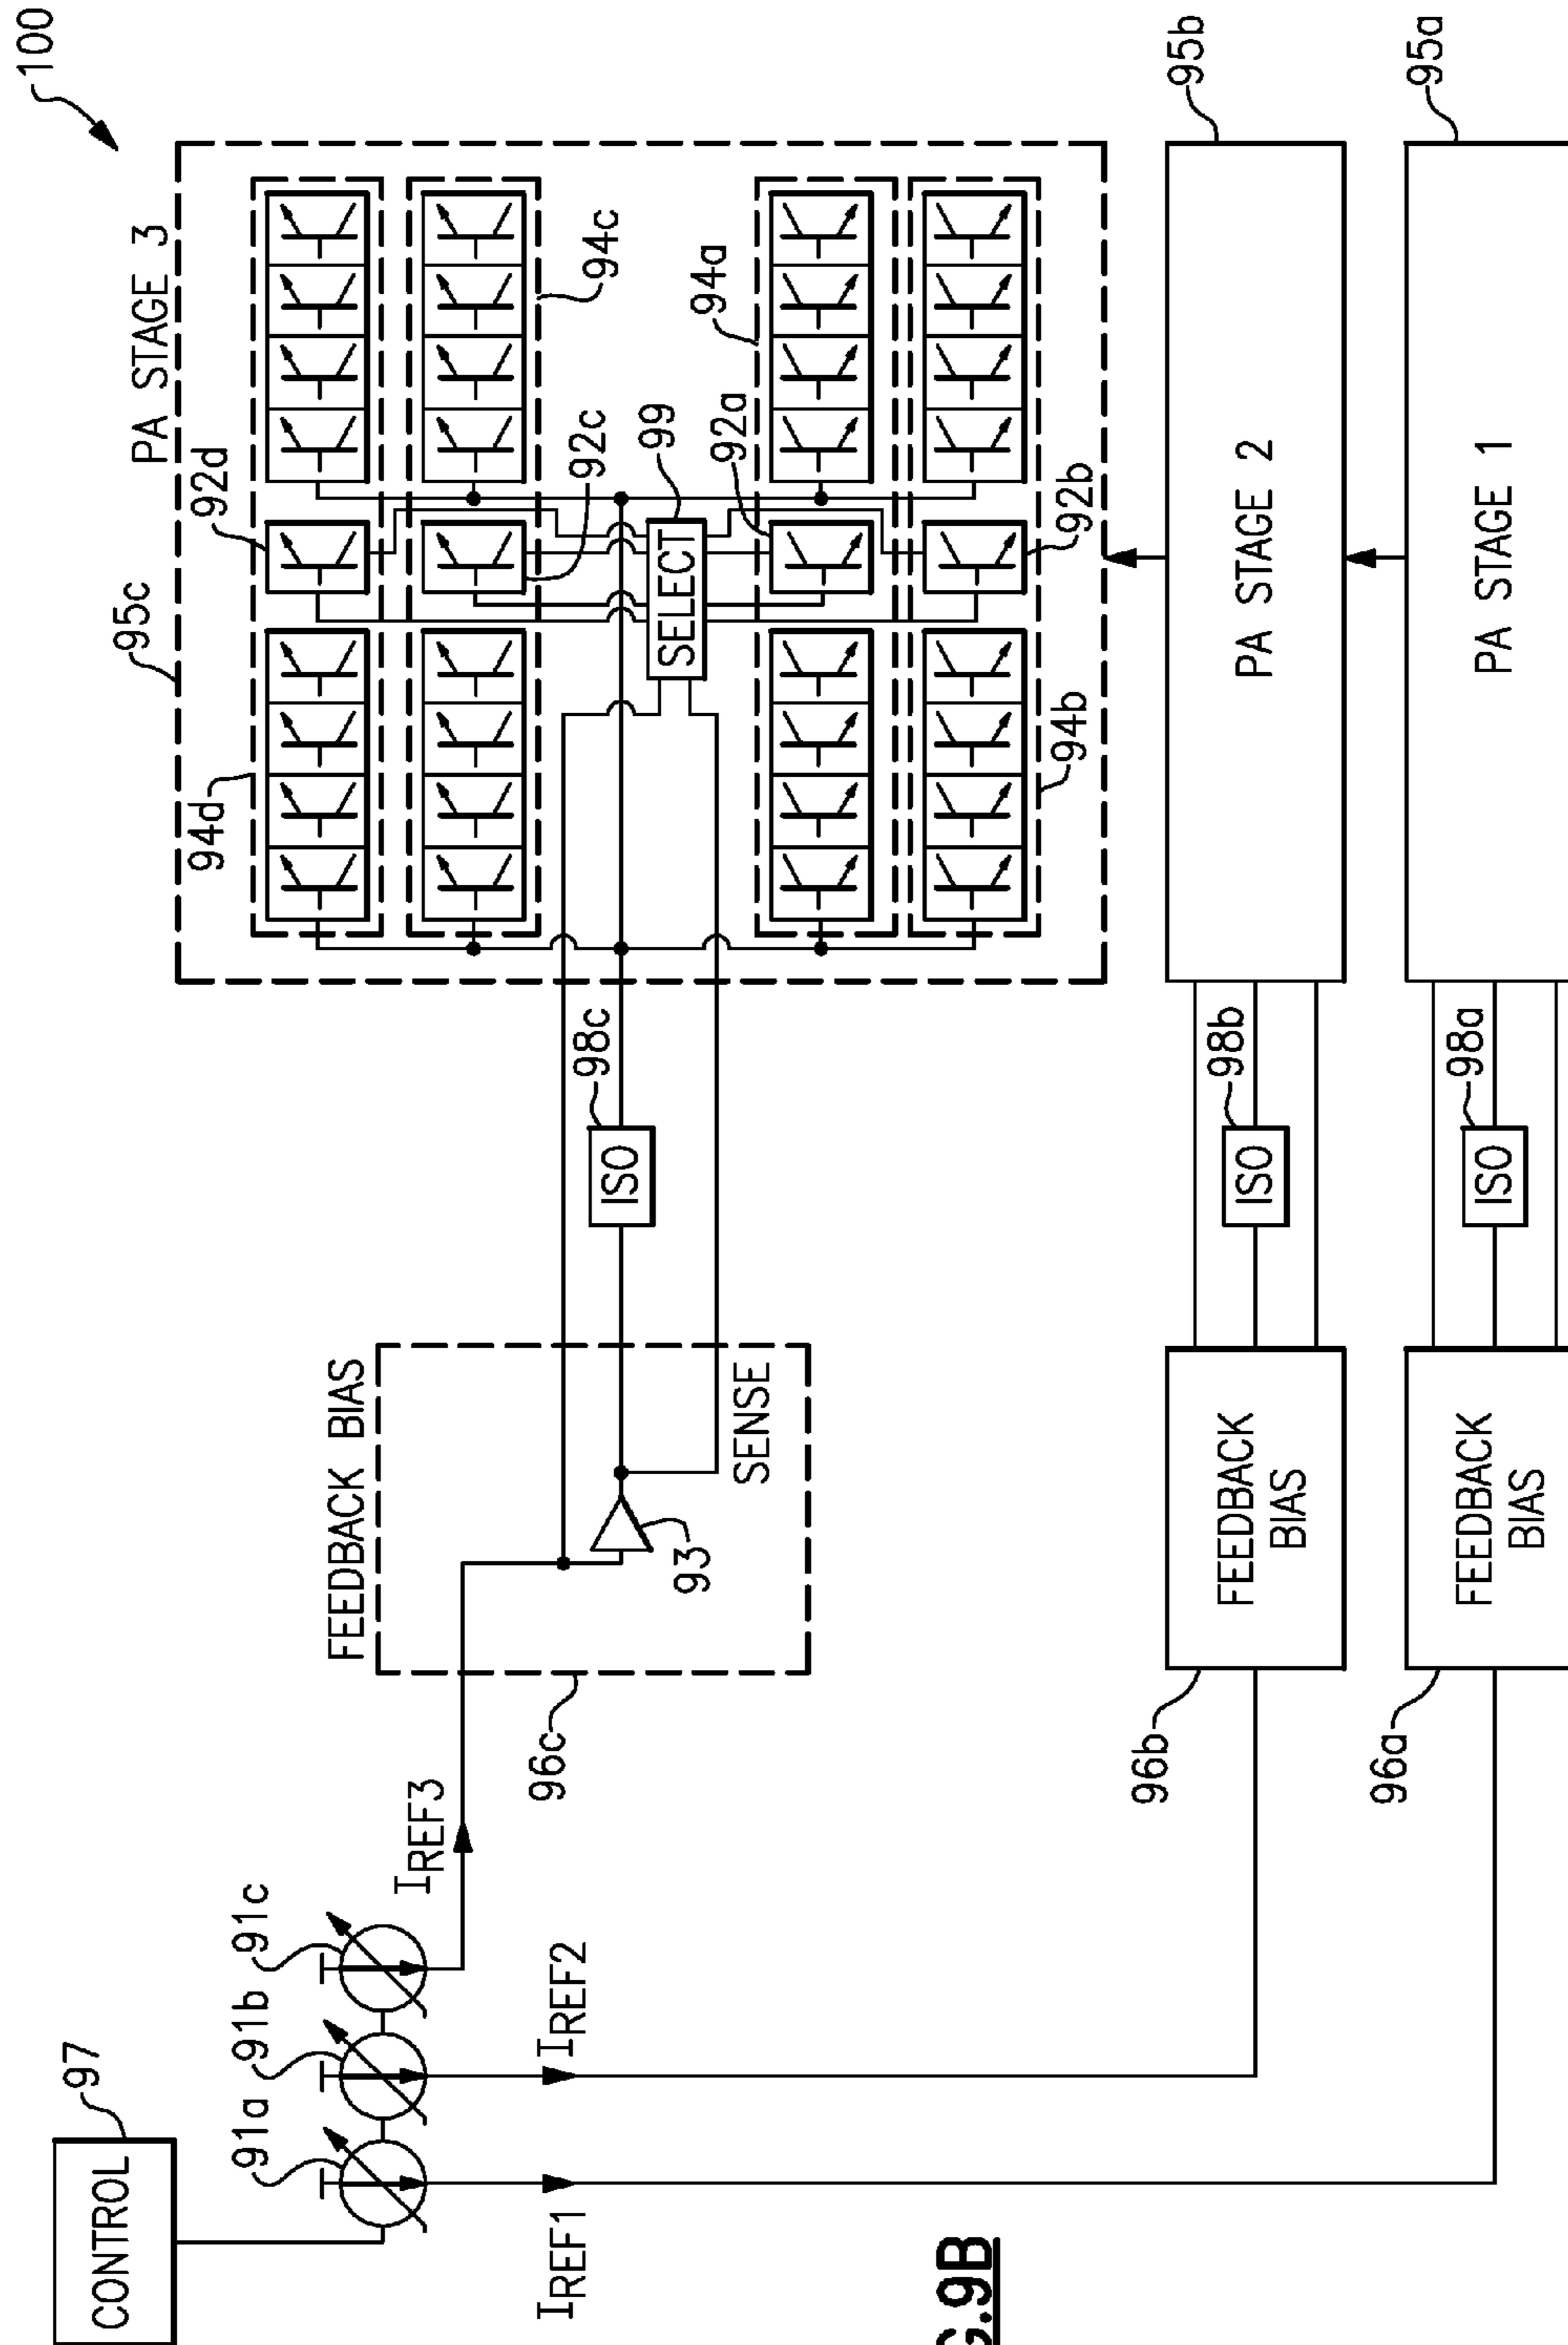 100
PA STAGE 3
95c
92d
94d
94c
92c
99
SELECT
94a
92a
92b
94b
98c
ISO
FEEDBACK BIAS
SENSE
93
96c
CONTROL
97
91a
91b
91c
IREF3
IREF2
IREF1
95b
PA STAGE 2
98b
ISO
FEEDBACK
BIAS
96b
95a
PA STAGE 1
98a
ISO
FEEDBACK
BIAS
96a
G.9B